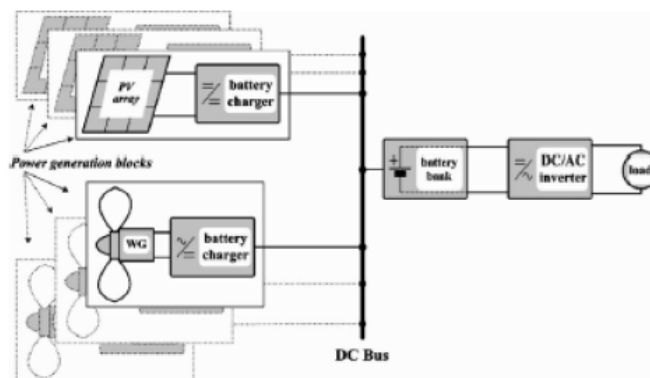 PV
array
battery
charger
Power generation blocks
WG
battery
charger
battery
bank
DC/AC
inverter
load
DC Bus